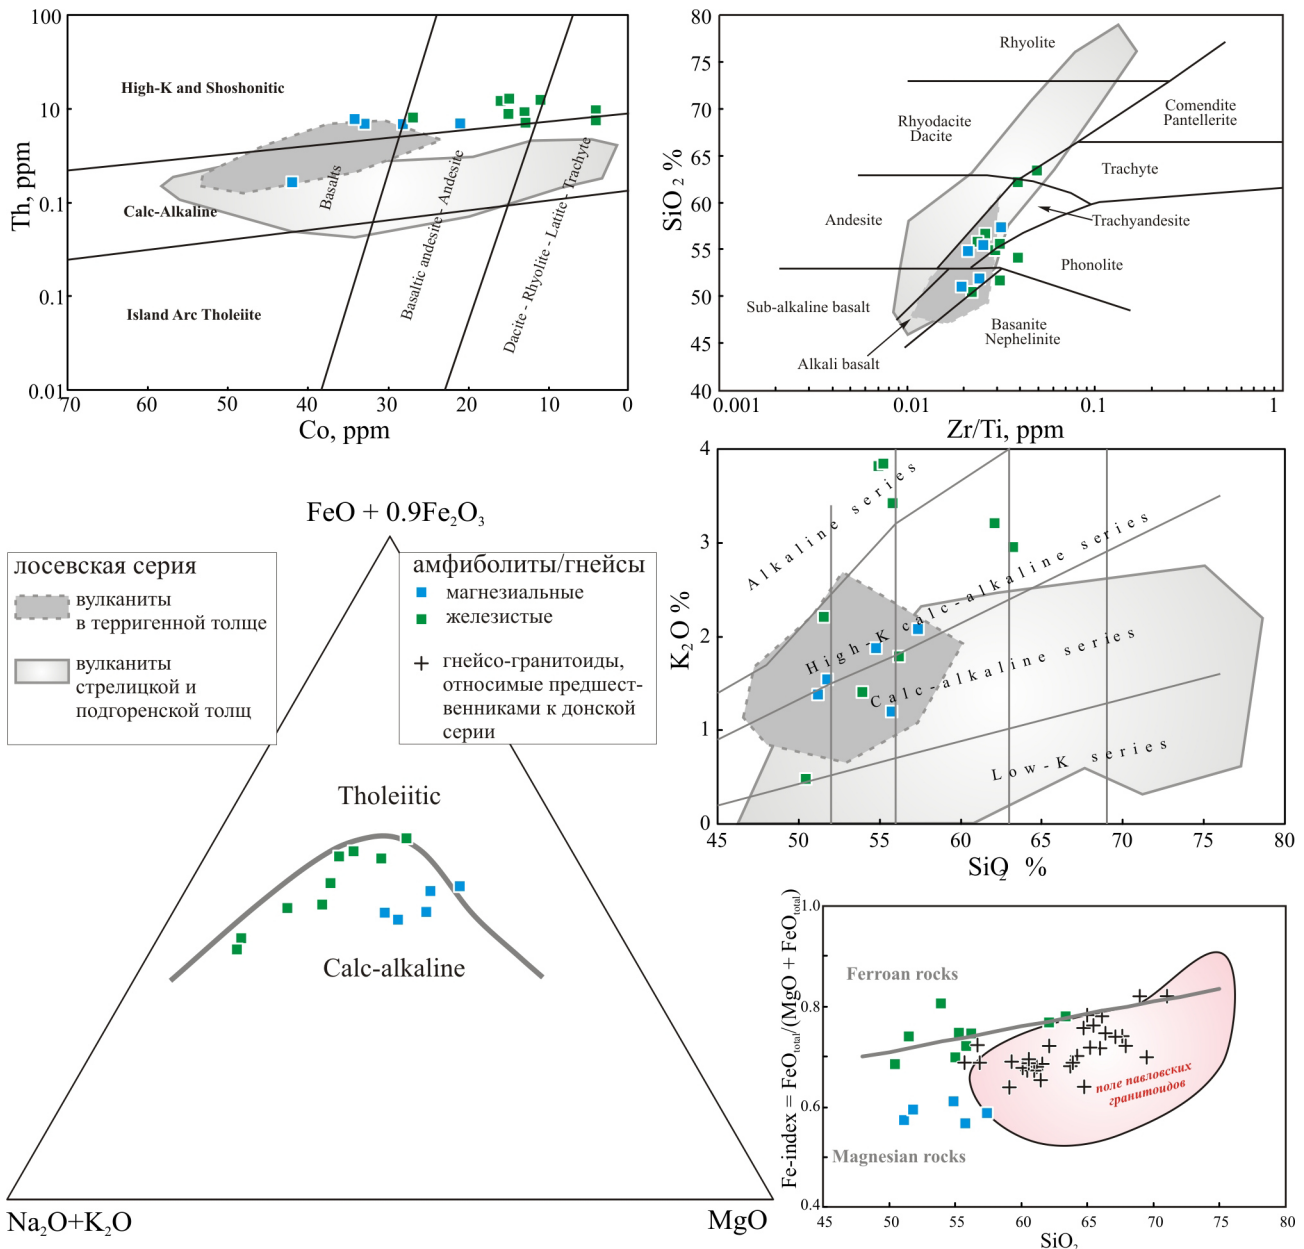 100
10
0.1
0.1
0.01
Th, ppm
High-K and Shoshonitic
Calc-Alkaline
Island Arc Tholeiite
Basalts
Basaltic andesite - Andesite
Dacite - Rhyolite - Latite - Trachyte
70 60 50 40 30 20 10 0
Co, ppm
80
75
70
65
60
55
50
45
40
SiO2 %
Rhyolite
Rhyodacite
Dacite
Comendite
Pantellerite
Trachyte
Andesite
Trachyandesite
Phonolite
Sub-alkaline basalt
Basanite
Nephelinite
Alkali basalt
0.001 0.01 0.1 1
Zr/Ti, ppm
4
3
2
1
0
K2O %
Alkaline series
High-K calc-alkaline series
Calc-alkaline series
Low-K series
45 50 55 60 65 70 75 80
SiO2 %
FeO + 0.9Fe2O3
лосевская серия
вулканиты
в терригенной толще
вулканиты
стрелицкой и
подгоренской толщ
амфиболиты/гнейсы
магнезиальные
железистые
гнейсо-гранитоиды,
относимые предшест-
венниками к донской
серии
Tholeiitic
Calc-alkaline
Na2O+K2O
MgO
1.0
0.8
0.6
0.4
Fe-index = FeOtotal/(MgO + FeOtotal)
Ferroan rocks
поле павловских
гранитоидов
Magnesian rocks
45 50 55 60 65 70 75 80
SiO2